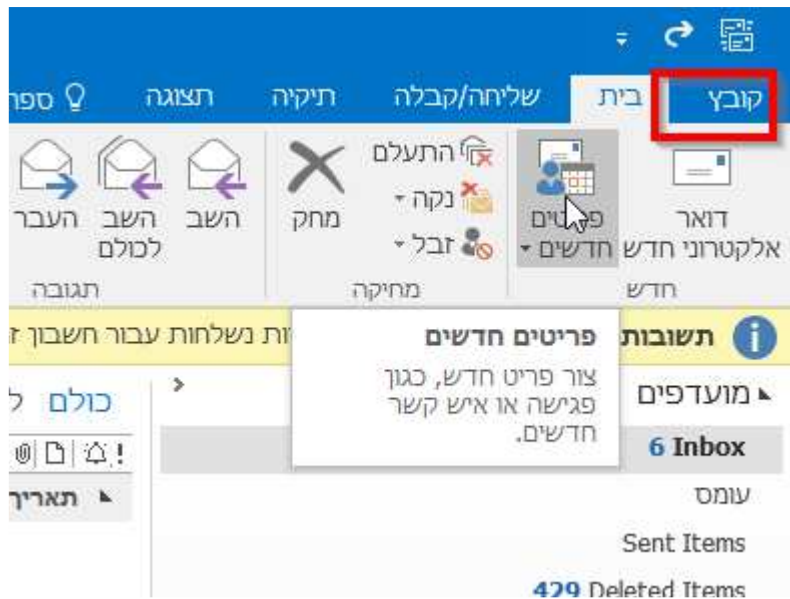 קובץ בית שליחה/קבלה תיקיה תצוגה ספר
דואר
אלקטרוני חדש
פריטים
חדשים
התעלם
נקה
זבל
מחק
השב
השב
לכולם
העבר
חדש מחיקה תגובה
תשובות
ות נשלחות עבור חשבון
פריטים חדשים
צור פריט חדש, כגון
פגישה או איש קשר
חדשים.
מועדפים
6 Inbox
עומס
Sent Items
429 Deleted Items
כולם
תאריך